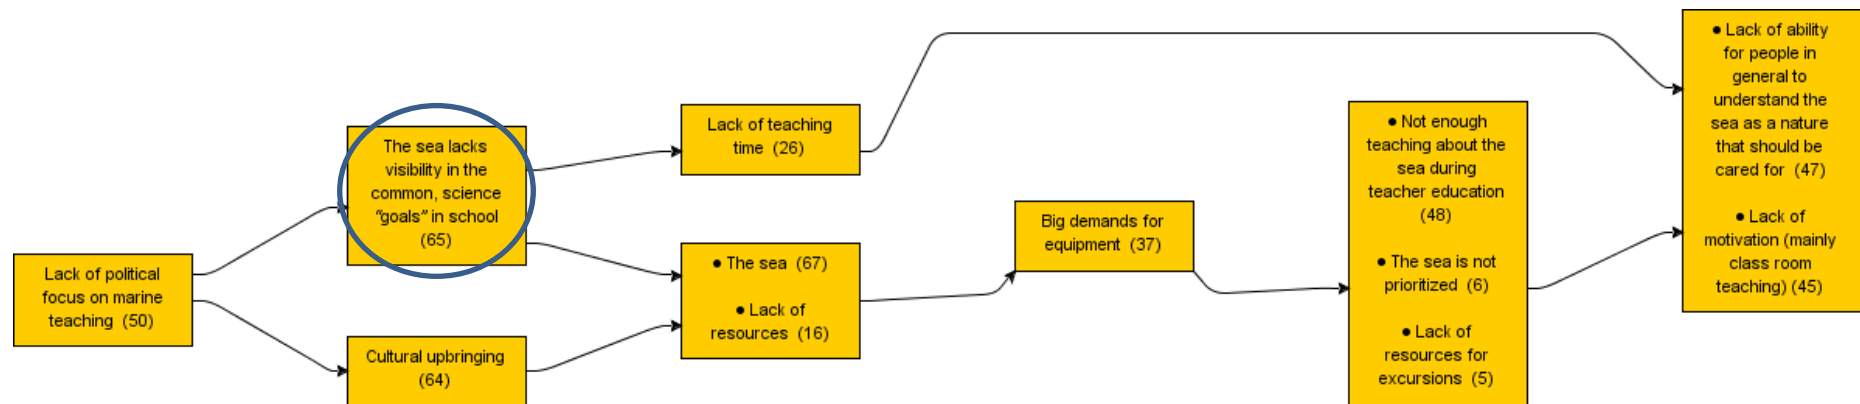 Lack of political
focus on marine
teaching (50)
The sea lacks
visibility in the
common, science
"goals" in school
(65)
Cultural upbringing
(64)
Lack of teaching
time (26)
● The sea (67)
● Lack of
resources (16)
Big demands for
equipment (37)
● Not enough
teaching about the
sea during
teacher education
(48)
● The sea is not
prioritized (6)
● Lack of
resources for
excursions (5)
● Lack of ability
for people in
general to
understand the
sea as a nature
that should be
cared for (47)
● Lack of
motivation (mainly
class room
teaching) (45)